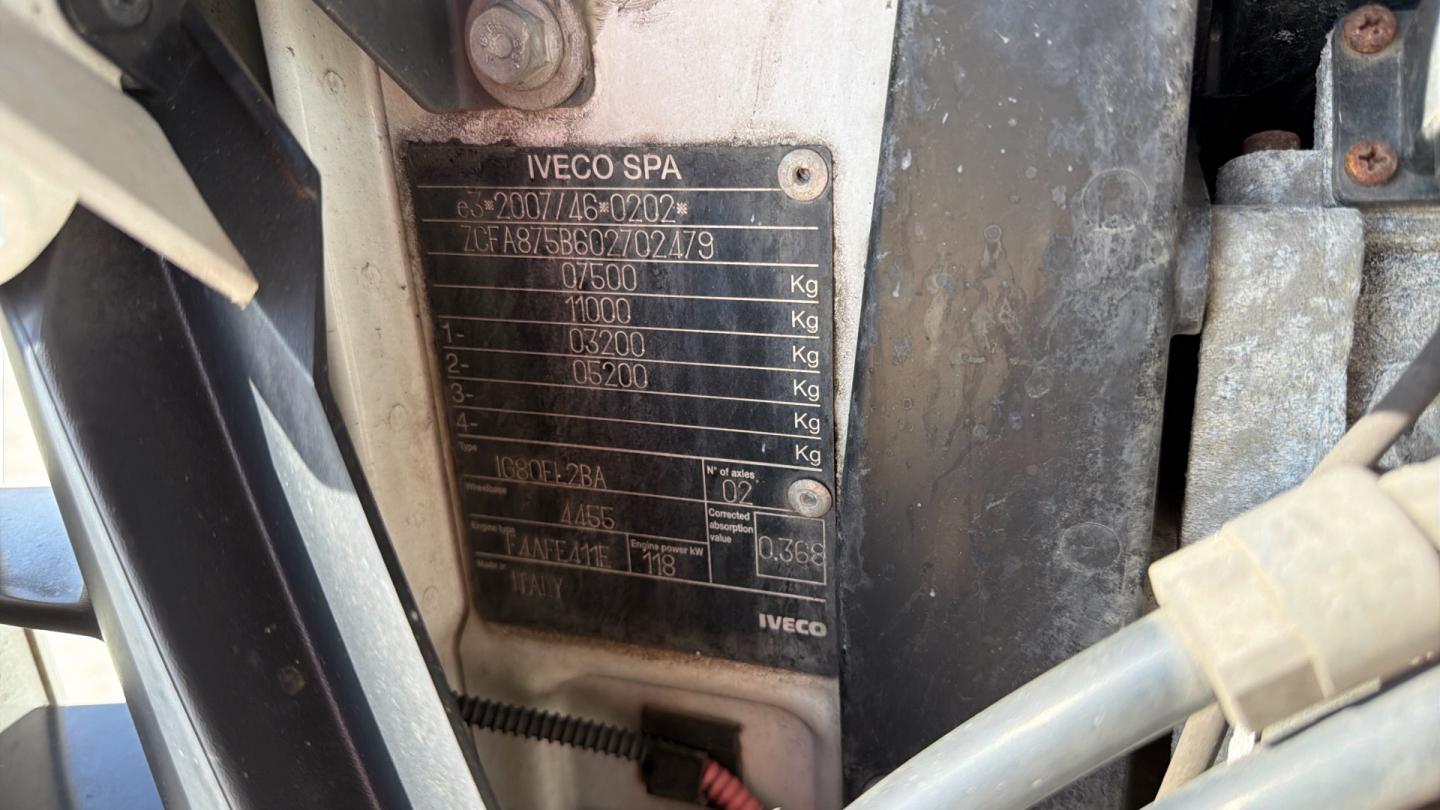 IVECO SPA
e3*2007/46*0202*
ZCFA875B602702479
07500 Kg
11000 Kg
1- 03200 Kg
2- 05200 Kg
3- Kg
4- Kg
Type
N° of axles
02
Wheelbase
4455
Corrected absorption value
0.368
Engine type
F4AFE411E
Engine power kW
118
Made in
ITALY
IVECO